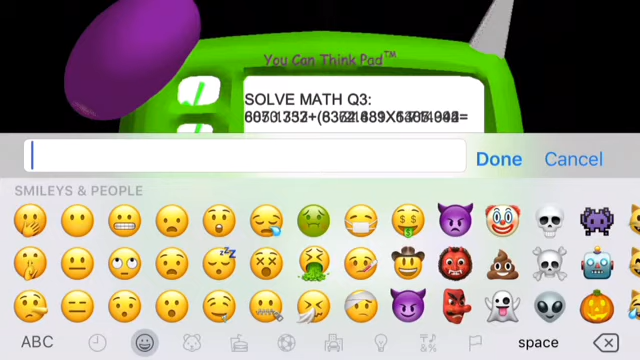 You Can Think Pad™
SOLVE MATH Q3:
Done Cancel
SMILEYS & PEOPLE
ABC space